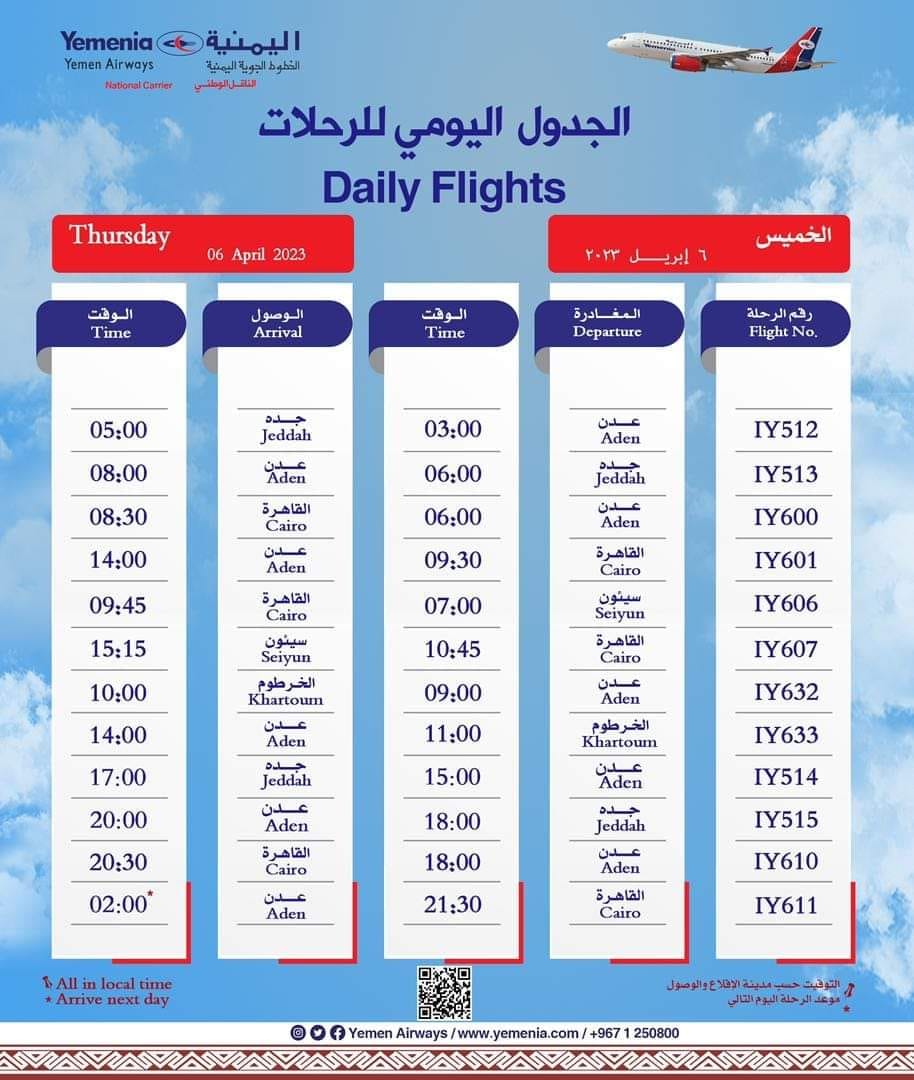 Yemenia اليمنية
Yemen Airways الخطوط الجوية اليمنية
National Carrier الناقل الوطني
الجدول اليومي للرحلات
Daily Flights
Thursday
06 April 2023
الخميس
٦ إبريل ٢٠٢٣
الوقت الوصول الوقت المغادرة رقم الرحلة
Time Arrival Time Departure Flight No.
05:00 جده 03:00 عدن IY512
Jeddah Aden
08:00 عدن 06:00 جده IY513
Aden Jeddah
08:30 القاهرة 06:00 عدن IY600
Cairo Aden
14:00 عدن 09:30 القاهرة IY601
Aden Cairo
09:45 القاهرة 07:00 سيئون IY606
Cairo Seiyun
15:15 سيئون 10:45 القاهرة IY607
Seiyun Cairo
10:00 الخرطوم 09:00 عدن IY632
Khartoum Aden
14:00 عدن 11:00 الخرطوم IY633
Aden Khartoum
17:00 جده 15:00 عدن IY514
Jeddah Aden
20:00 عدن 18:00 جده IY515
Aden Jeddah
20:30 القاهرة 18:00 عدن IY610
Cairo Aden
02:00* عدن 21:30 القاهرة IY611
Aden Cairo
All in local time
* Arrive next day
التوقيت حسب مدينة الإقلاع والوصول
موعد الرحلة اليوم التالي *
Yemen Airways / www.yemenia.com / +967 1 250800